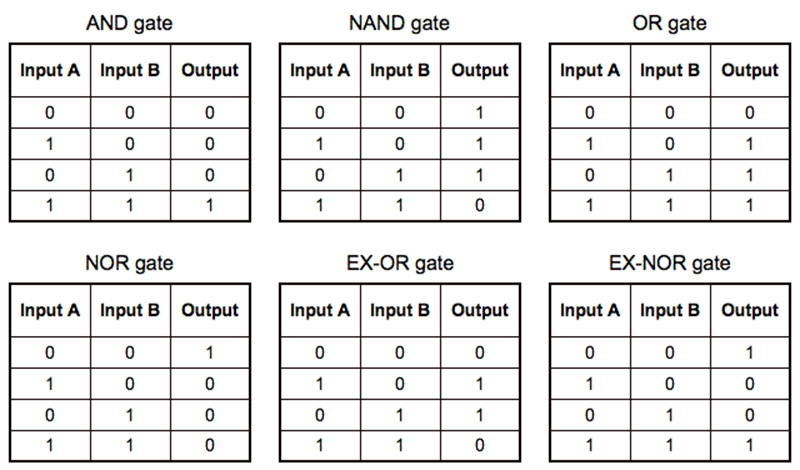 AND gate NAND gate OR gate
Input A Input B Output Input A Input B Output Input A Input B Output
0 0 0 0 0 1 0 0 0
1 0 0 1 0 1 1 0 1
0 1 0 0 1 1 0 1 1
1 1 1 1 1 0 1 1 1
NOR gate EX-OR gate EX-NOR gate
Input A Input B Output Input A Input B Output Input A Input B Output
0 0 1 0 0 0 0 0 1
1 0 0 1 0 1 1 0 0
0 1 0 0 1 1 0 1 0
1 1 0 1 1 0 1 1 1